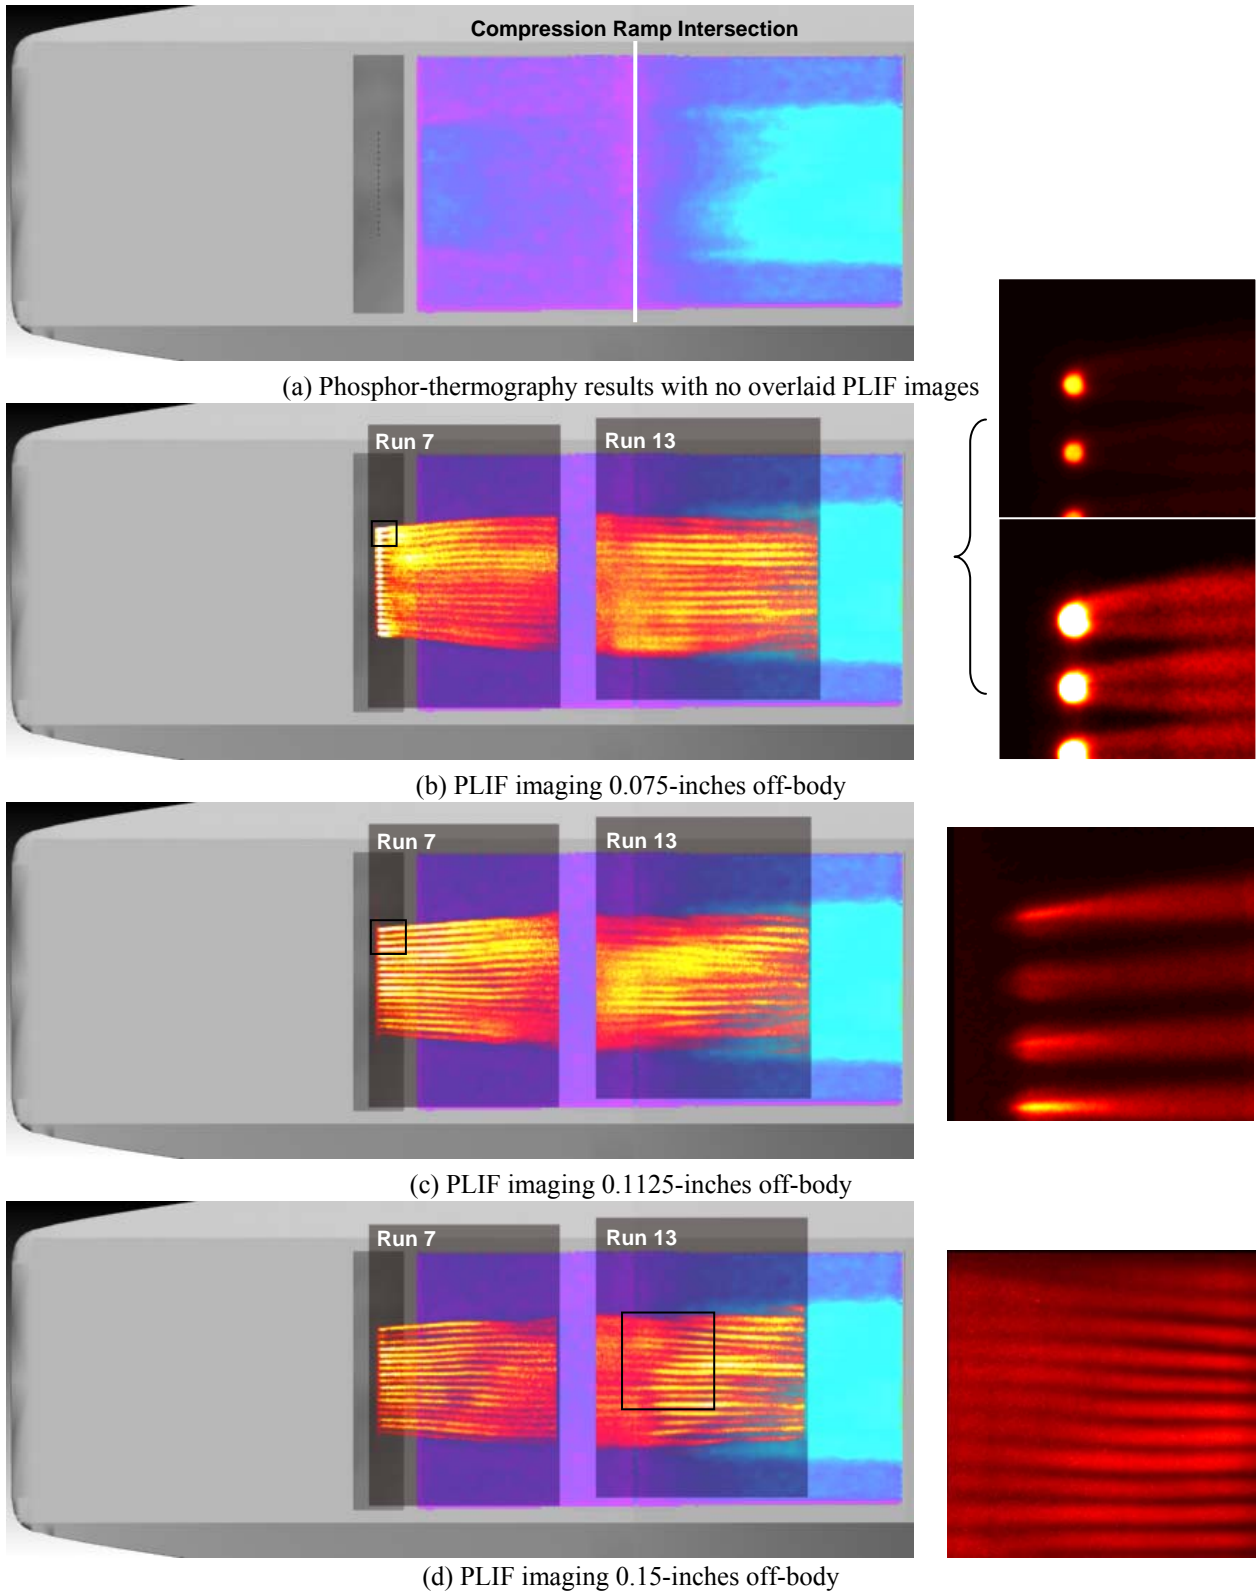 Compression Ramp Intersection
(a) Phosphor-thermography results with no overlaid PLIF images
Run 7
Run 13
(b) PLIF imaging 0.075-inches off-body
Run 7
Run 13
(c) PLIF imaging 0.1125-inches off-body
Run 7
Run 13
(d) PLIF imaging 0.15-inches off-body